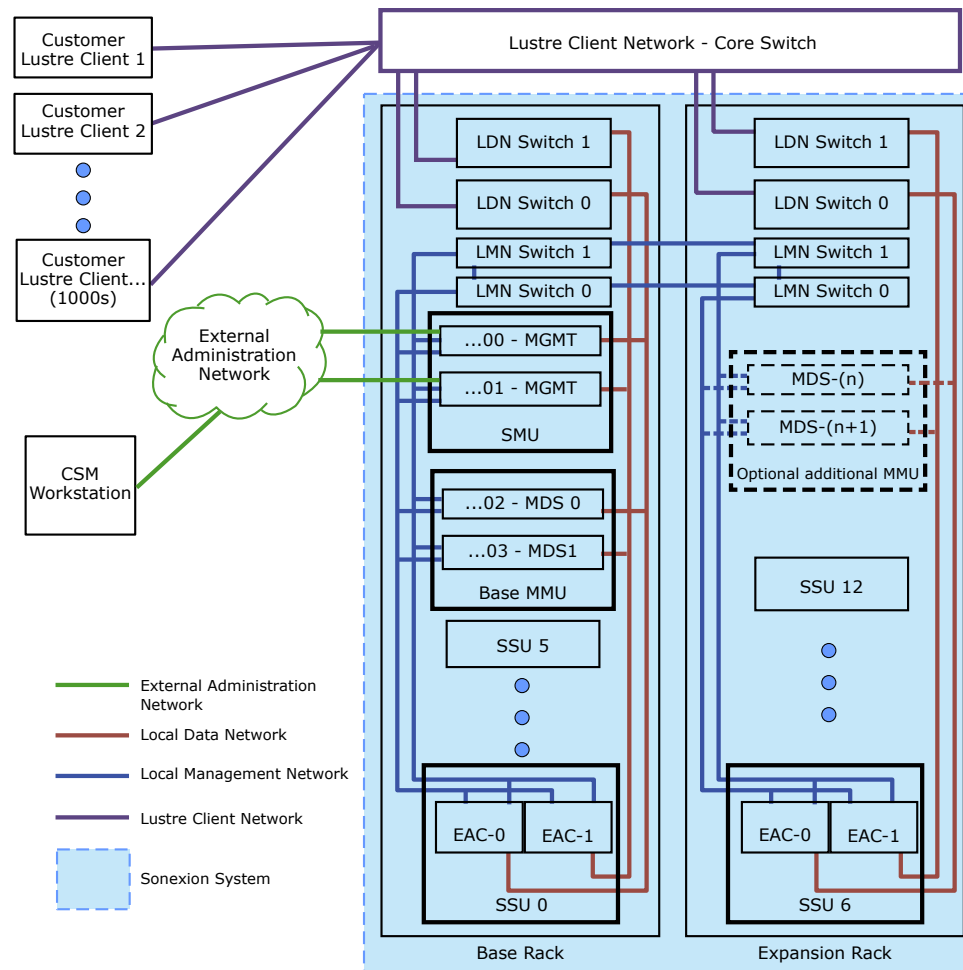 Customer
Lustre Client 1
Lustre Client Network - Core Switch
Customer
Lustre Client 2
Customer
Lustre Client...
(1000s)
External
Administration
Network
CSM
Workstation
LDN Switch 1
LDN Switch 0
LMN Switch 1
LMN Switch 0
...00 - MGMT
...01 - MGMT
SMU
...02 - MDS 0
...03 - MDS1
Base MMU
SSU 5
EAC-0
EAC-1
SSU 0
Base Rack
LDN Switch 1
LDN Switch 0
LMN Switch 1
LMN Switch 0
MDS-(n)
MDS-(n+1)
Optional additional MMU
SSU 12
EAC-0
EAC-1
SSU 6
Expansion Rack
External Administration
Network
Local Data Network
Local Management Network
Lustre Client Network
Sonexion System